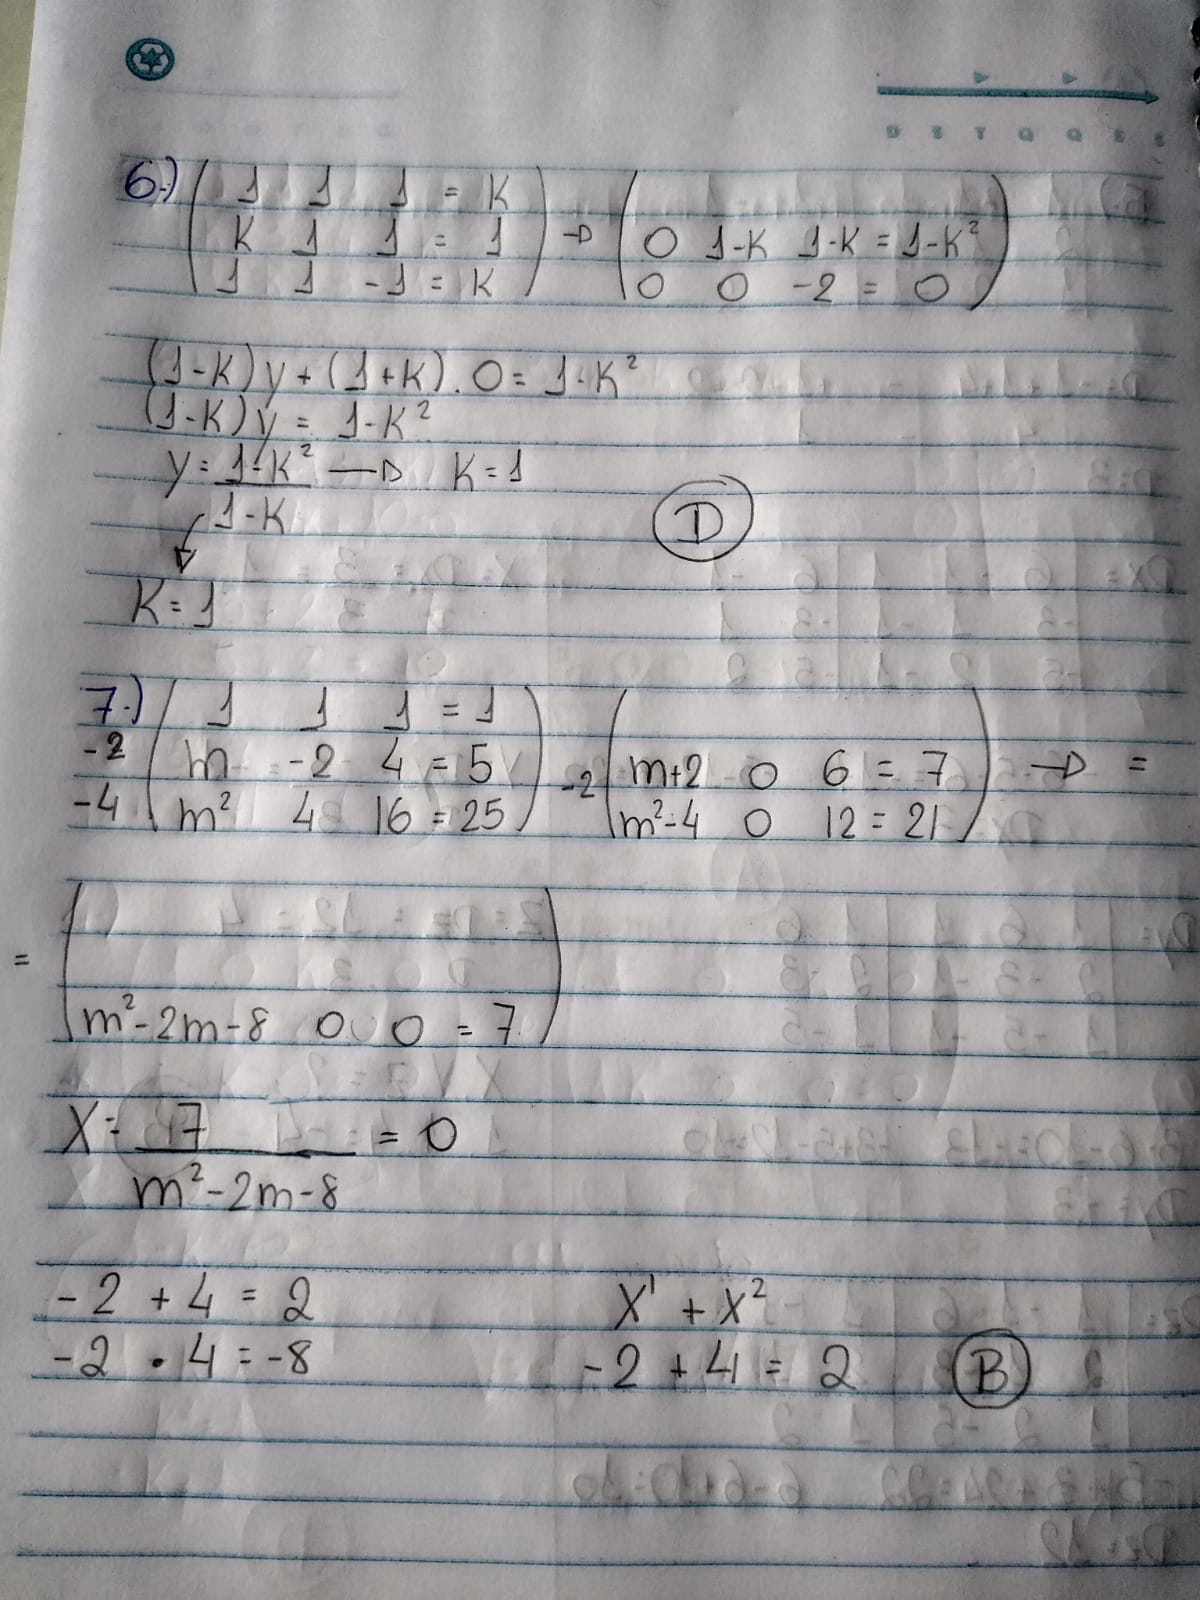 D S T Q Q S S
6.) ( 1 1 1 = K ) → (
K 1 1 = 1 0 1-K 1-K = 1-K²
1 1 -1 = K 0 0 -2 = 0 )
(1-K)y + (1+K).0 = 1-K²
(1-K)y = 1-K²
y = 1-K² → K = 1
1-K
K = 1
D
7.) ( 1 1 1 = 1 )
-2 m -2 4 = 5 -2 ( m+2 0 6 = 7 ) → =
-4 m² 4 16 = 25 m²-4 0 12 = 21
= ( m²-2m-8 0 0 = 7 )
X = 7 = 0
m²-2m-8
-2 + 4 = 2 X¹ + X²
-2 . 4 = -8 -2 + 4 = 2 B